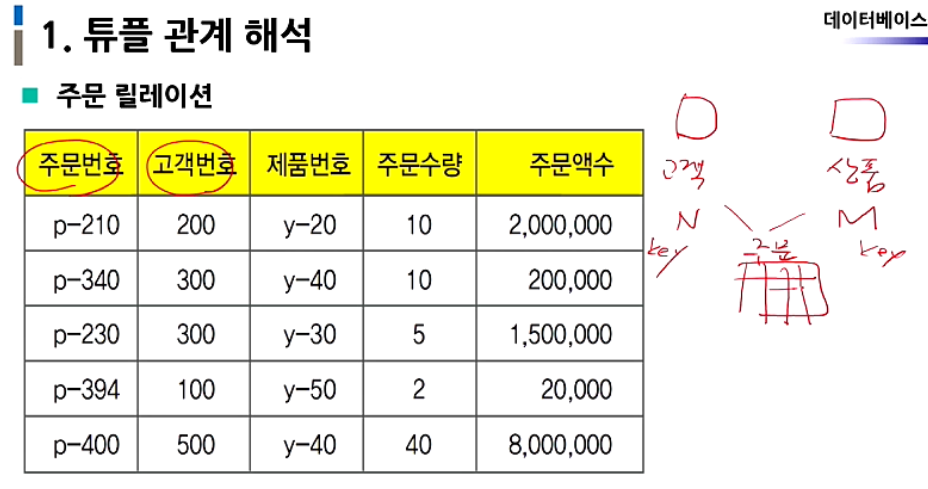 데이터베이스
1. 튜플 관계 해석
주문 릴레이션
주문번호 고객번호 제품번호 주문수량 주문액수
p-210 200 y-20 10 2,000,000
p-340 300 y-40 10 200,000
p-230 300 y-30 5 1,500,000
p-394 100 y-50 2 20,000
p-400 500 y-40 40 8,000,000
고객 상품
N M
key 주문 key